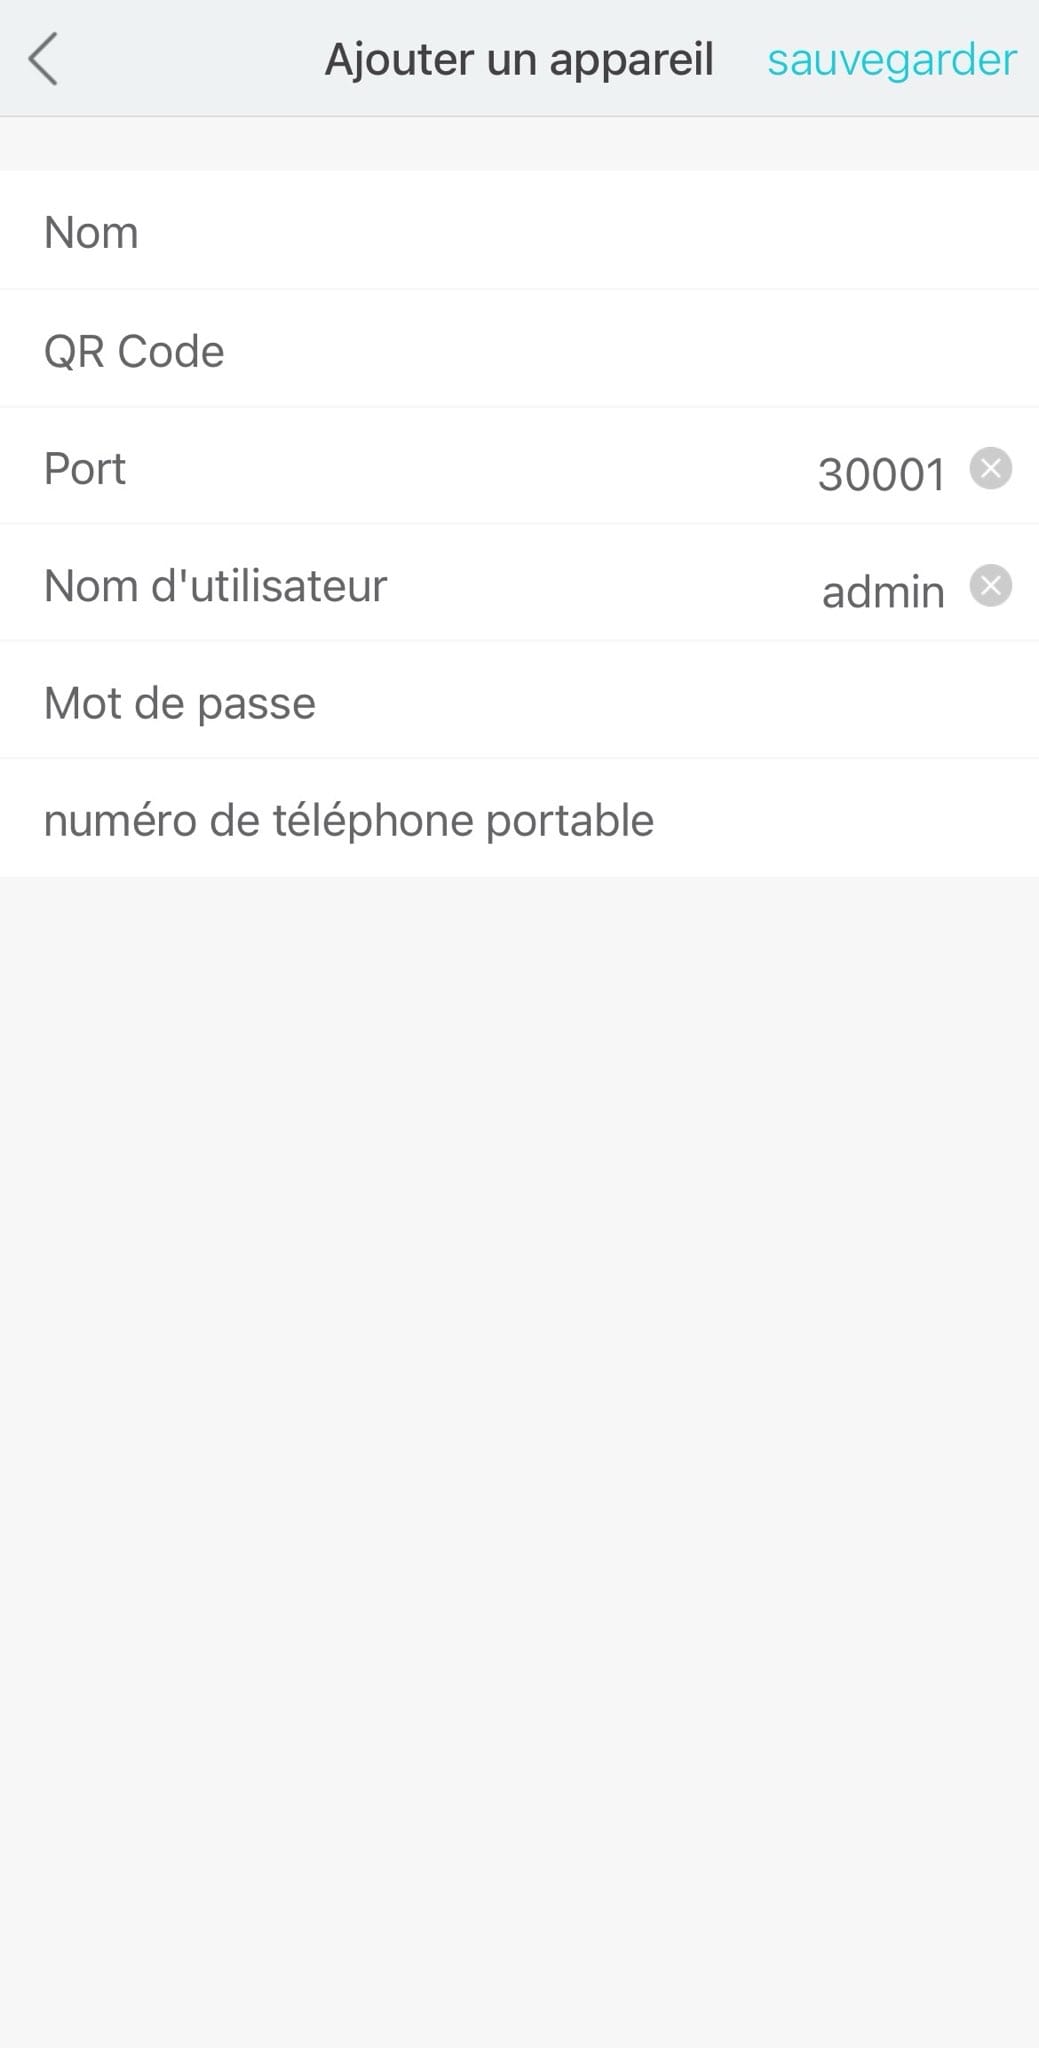 Ajouter un appareil
sauvegarder
Nom
QR Code
Port 30001
Nom d'utilisateur admin
Mot de passe
numéro de téléphone portable